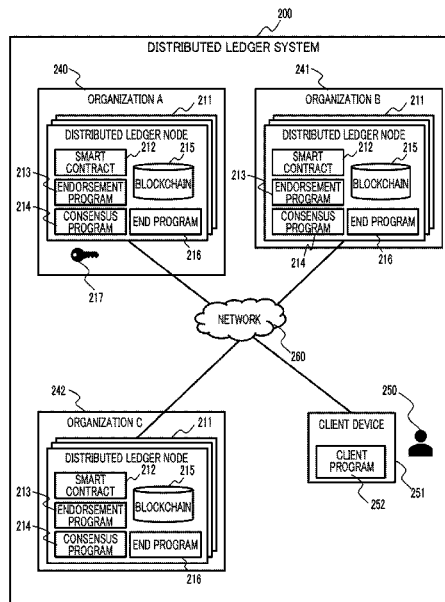 200
DISTRIBUTED LEDGER SYSTEM
240
ORGANIZATION A
211
DISTRIBUTED LEDGER NODE
212
215
SMART CONTRACT
213
ENDORSEMENT PROGRAM
BLOCKCHAIN
214
CONSENSUS PROGRAM
END PROGRAM
216
217
241
ORGANIZATION B
211
DISTRIBUTED LEDGER NODE
212
215
SMART CONTRACT
213
ENDORSEMENT PROGRAM
BLOCKCHAIN
CONSENSUS PROGRAM
END PROGRAM
214
216
NETWORK
260
242
ORGANIZATION C
211
DISTRIBUTED LEDGER NODE
212
215
SMART CONTRACT
213
ENDORSEMENT PROGRAM
BLOCKCHAIN
214
CONSENSUS PROGRAM
END PROGRAM
216
250
CLIENT DEVICE
CLIENT PROGRAM
251
252